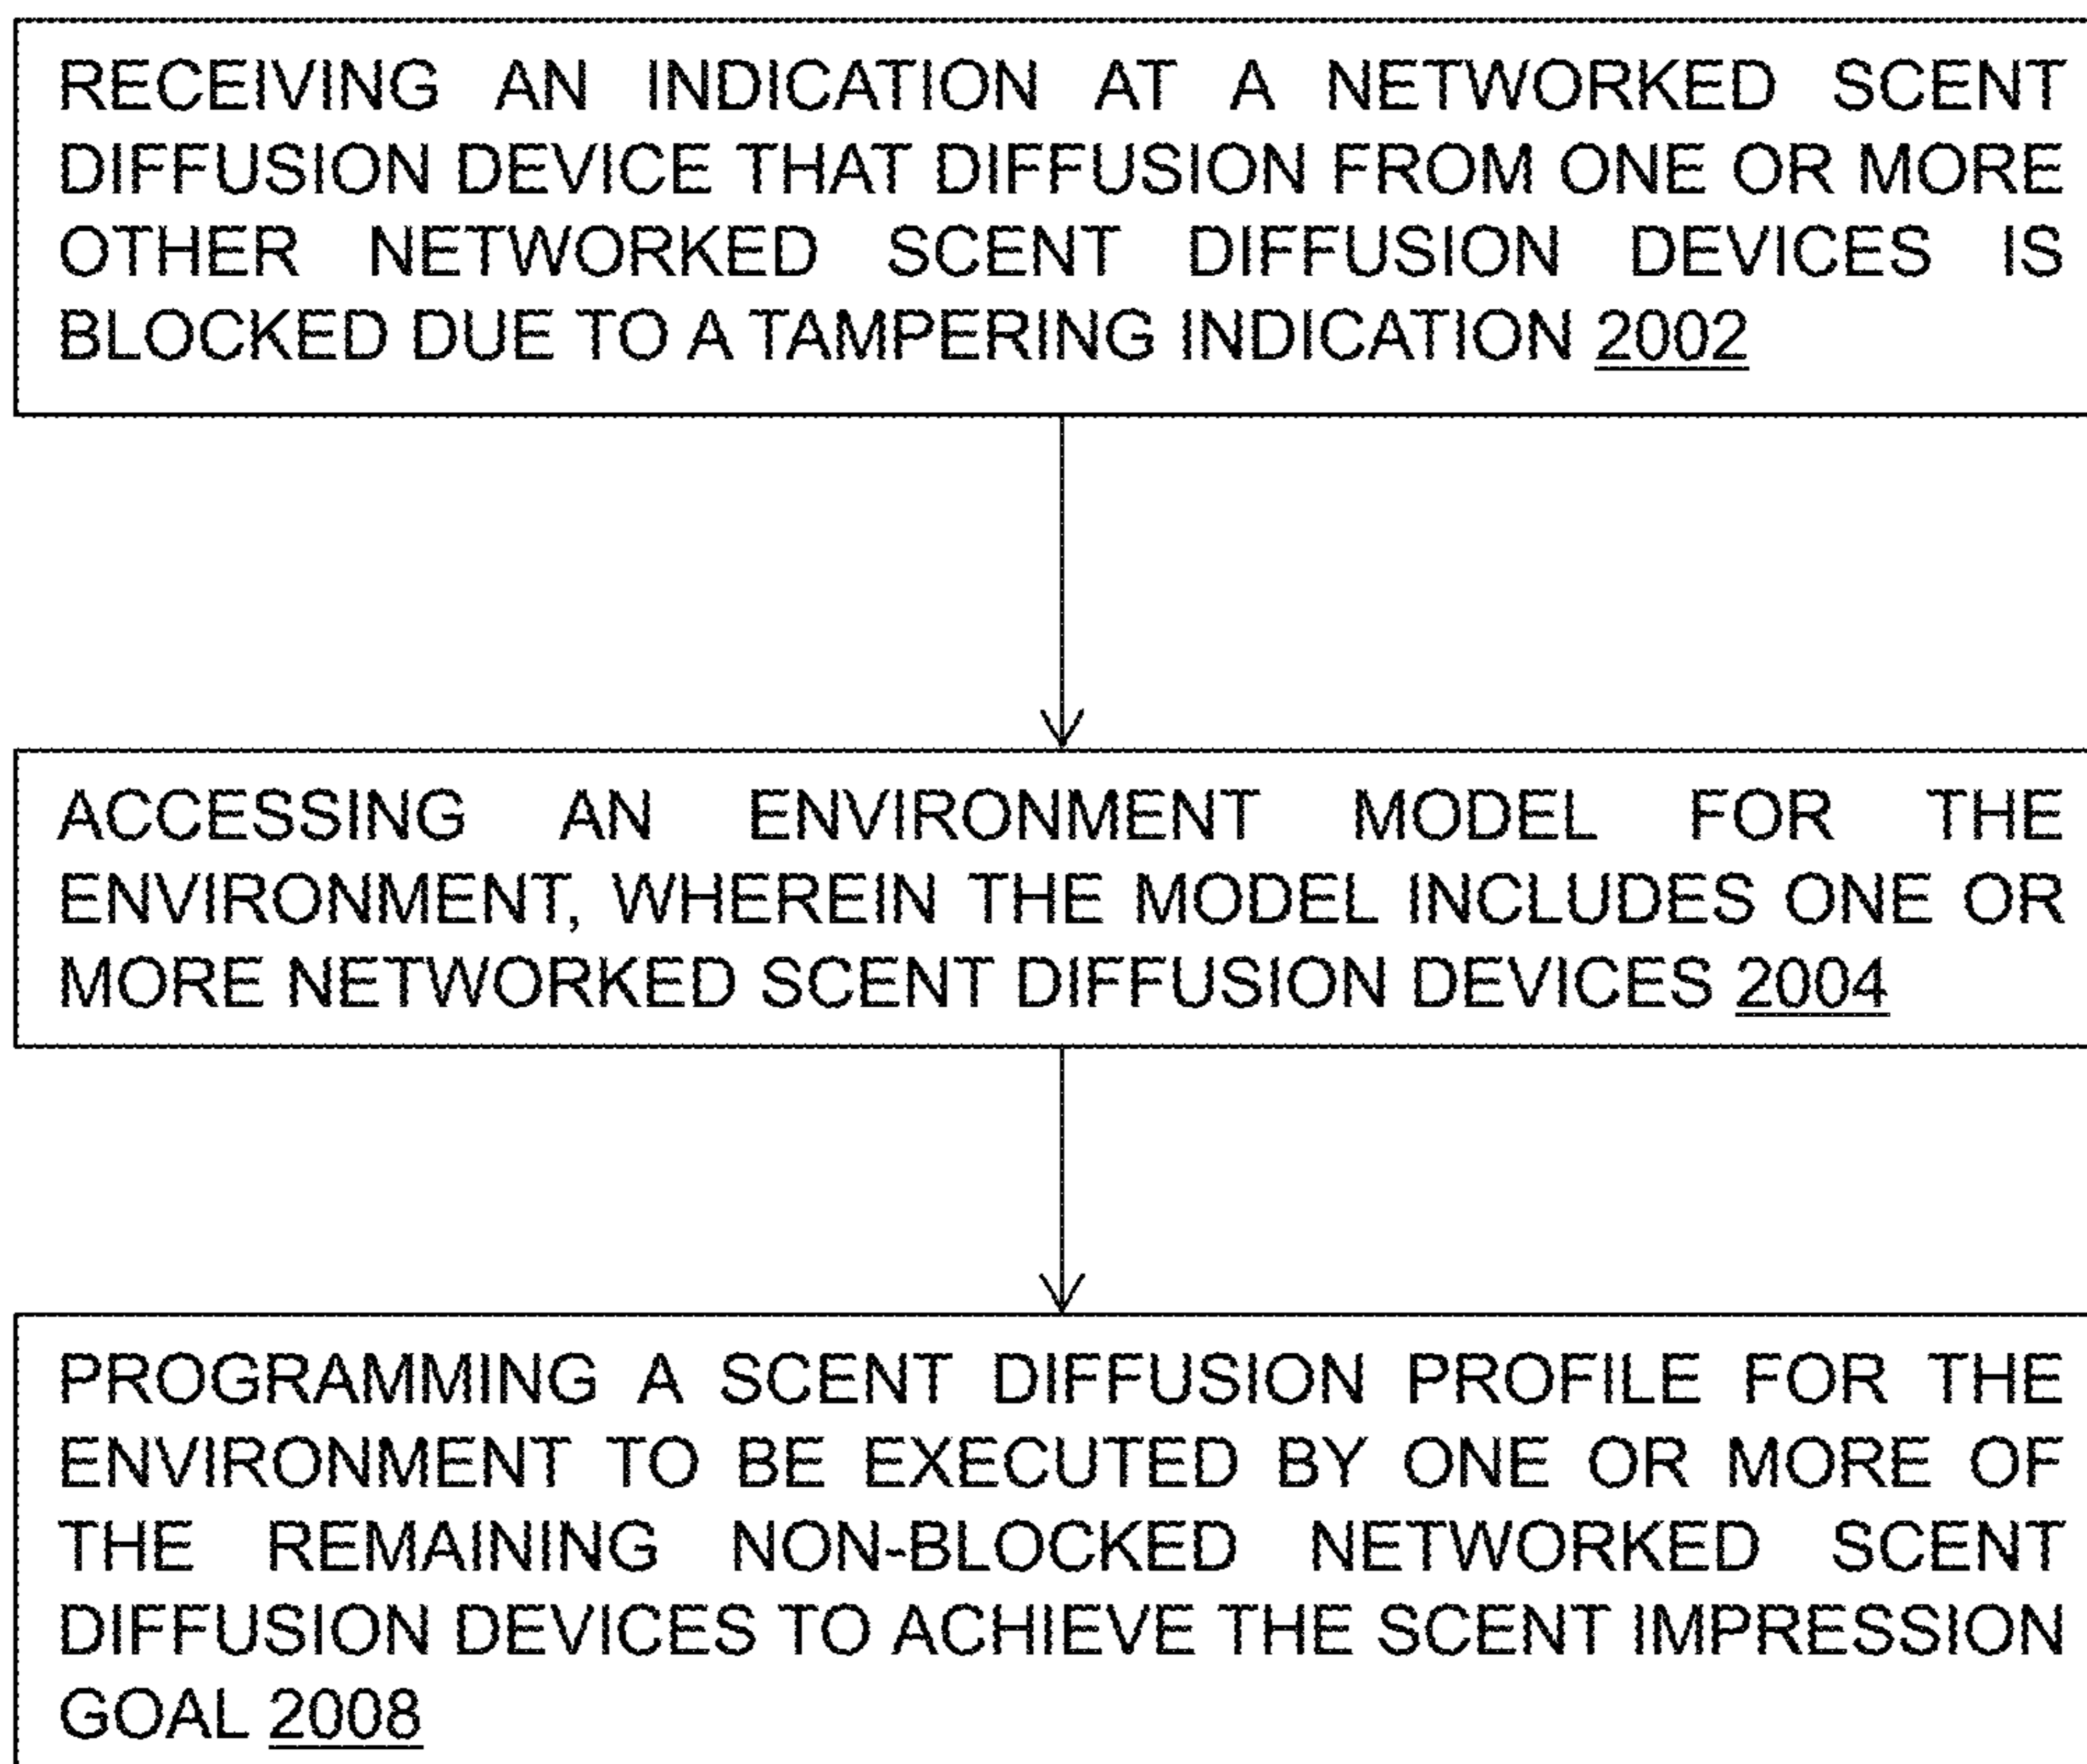 RECEIVING AN INDICATION AT A NETWORKED SCENT
DIFFUSION DEVICE THAT DIFFUSION FROM ONE OR MORE
OTHER NETWORKED SCENT DIFFUSION DEVICES IS
BLOCKED DUE TO A TAMPERING INDICATION 2002
ACCESSING AN ENVIRONMENT MODEL FOR THE
ENVIRONMENT, WHEREIN THE MODEL INCLUDES ONE OR
MORE NETWORKED SCENT DIFFUSION DEVICES 2004
PROGRAMMING A SCENT DIFFUSION PROFILE FOR THE
ENVIRONMENT TO BE EXECUTED BY ONE OR MORE OF
THE REMAINING NON-BLOCKED NETWORKED SCENT
DIFFUSION DEVICES TO ACHIEVE THE SCENT IMPRESSION
GOAL 2008